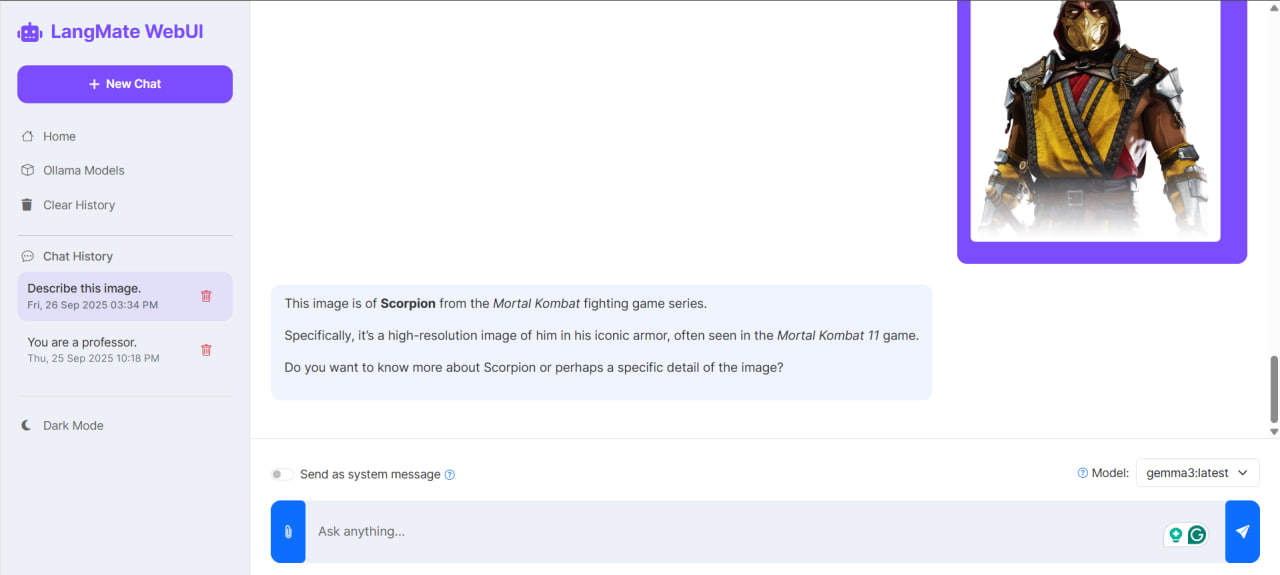 LangMate WebUI
+ New Chat
Home
Ollama Models
Clear History
Chat History
Describe this image.
Fri, 26 Sep 2025 03:34 PM
You are a professor.
Thu, 25 Sep 2025 10:18 PM
Dark Mode
This image is of Scorpion from the Mortal Kombat fighting game series.
Specifically, it’s a high-resolution image of him in his iconic armor, often seen in the Mortal Kombat 11 game.
Do you want to know more about Scorpion or perhaps a specific detail of the image?
Send as system message
Model: gemma3:latest
Ask anything...